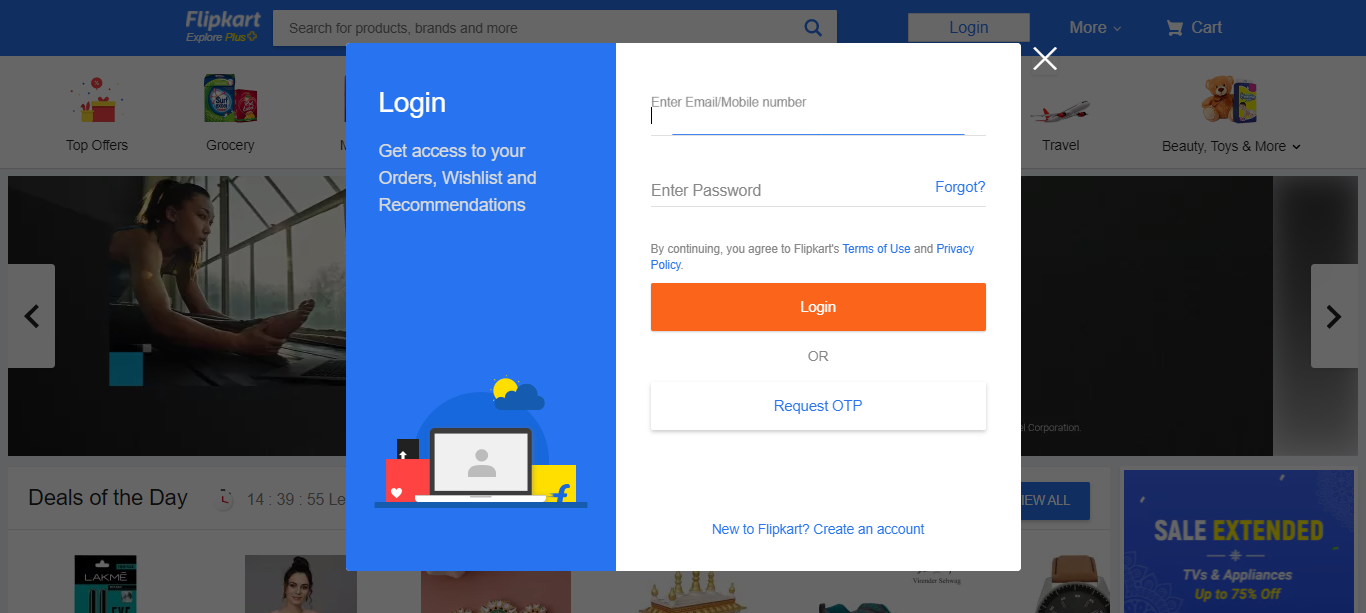 Flipkart
Explore Plus
Search for products, brands and more
Login
More
Cart
Top Offers
Grocery
Travel
Beauty, Toys & More
Login
Get access to your
Orders, Wishlist and
Recommendations
Enter Email/Mobile number
Enter Password
Forgot?
By continuing, you agree to Flipkart's Terms of Use and Privacy
Policy.
Login
OR
Request OTP
New to Flipkart? Create an account
Corporation.
Deals of the Day
14 : 39 : 55 Le
IEW ALL
SALE EXTENDED
TVs & Appliances
Up to 75% Off
LAKMÉ
Surf
Virender Sehwag